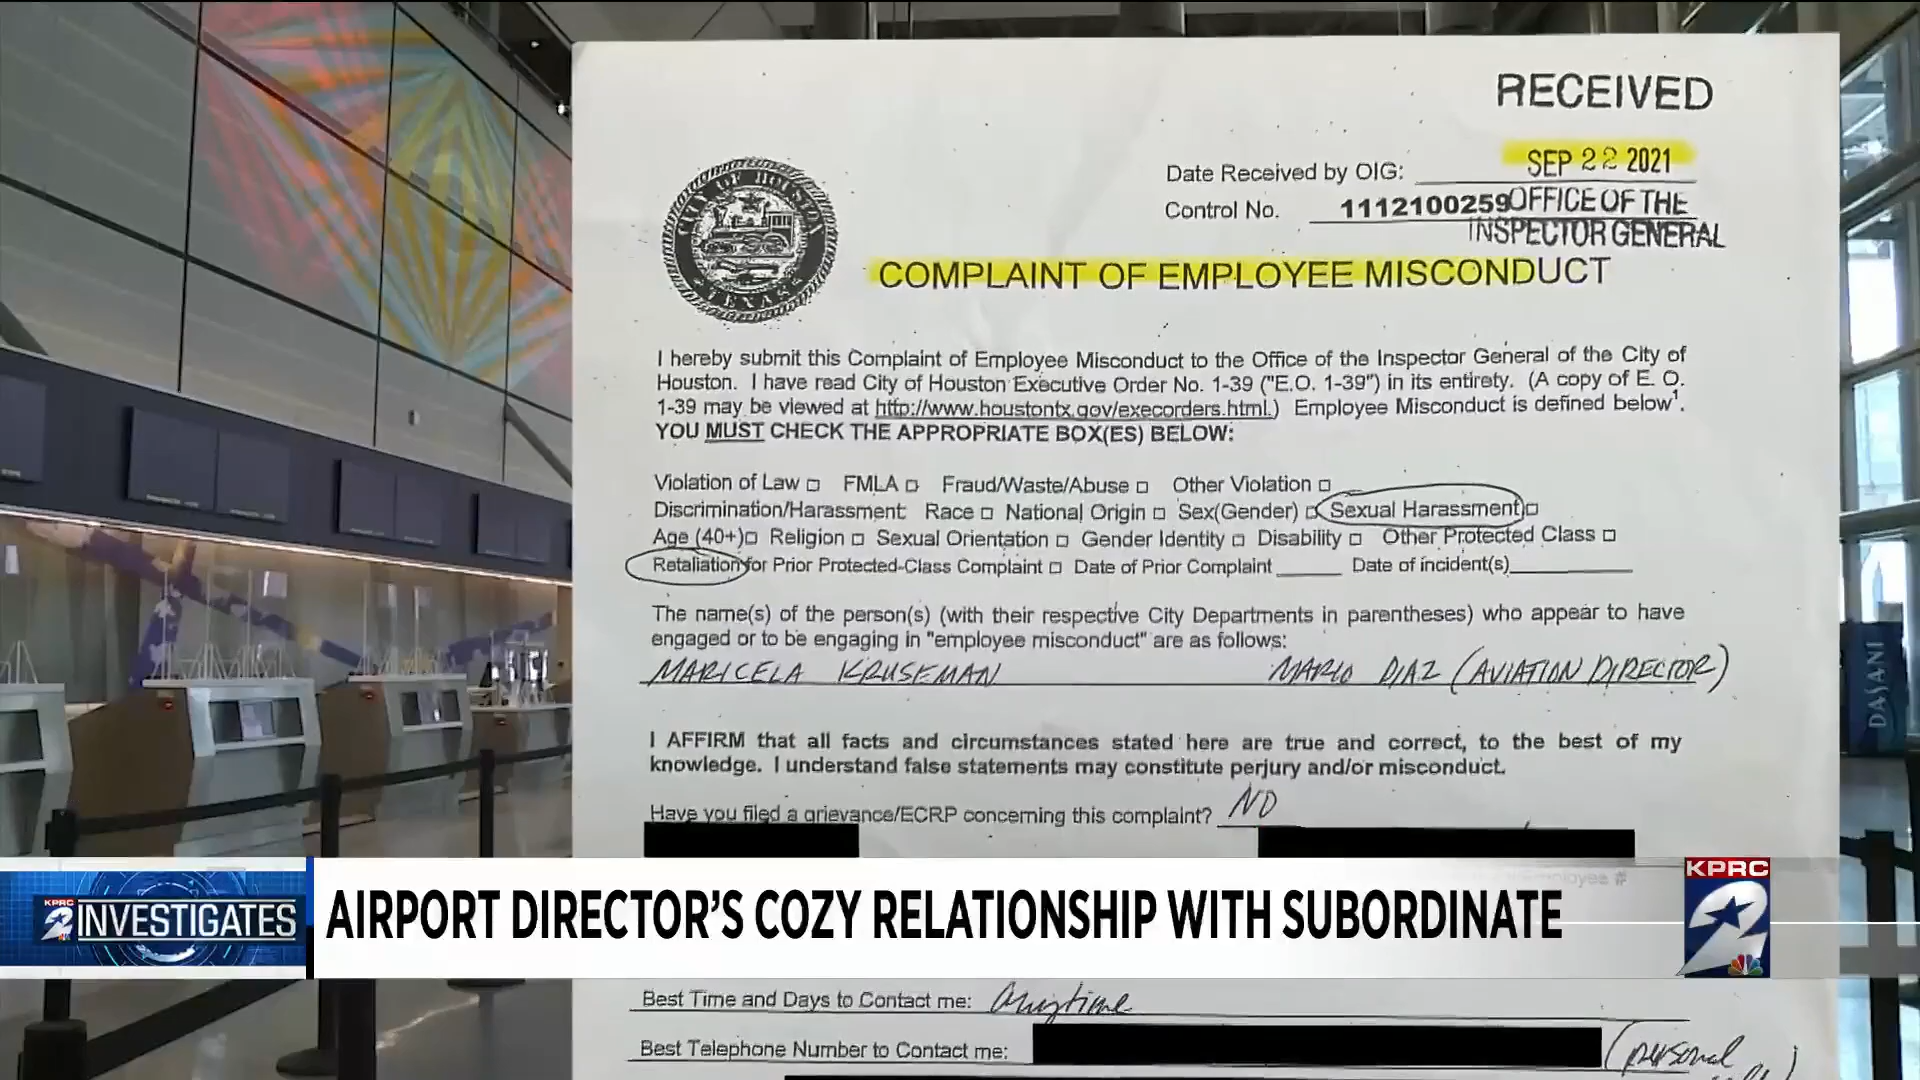 RECEIVED
SEP 22 2021
Date Received by OIG:
Control No. 1112100259 OFFICE OF THE
INSPECTOR GENERAL
CITY OF HOUSTON
TEXAS
COMPLAINT OF EMPLOYEE MISCONDUCT
I hereby submit this Complaint of Employee Misconduct to the Office of the Inspector General of the City of
Houston. I have read City of Houston Executive Order No. 1-39 ("E.O. 1-39") in its entirety. (A copy of E. O.
1-39 may be viewed at http://www.houstontx.gov/execorders.html.) Employee Misconduct is defined below¹.
YOU MUST CHECK THE APPROPRIATE BOX(ES) BELOW:
Violation of Law □ FMLA □ Fraud/Waste/Abuse □ Other Violation □
Discrimination/Harassment: Race □ National Origin □ Sex(Gender) □ Sexual Harassment □
Age (40+)□ Religion □ Sexual Orientation □ Gender Identity □ Disability □ Other Protected Class □
Retaliation for Prior Protected-Class Complaint □ Date of Prior Complaint ______ Date of incident(s)__________
The name(s) of the person(s) (with their respective City Departments in parentheses) who appear to have
engaged or to be engaging in "employee misconduct" are as follows:
MARICELA KRUSEMAN MARIO DIAZ (AVIATION DIRECTOR)
I AFFIRM that all facts and circumstances stated here are true and correct, to the best of my
knowledge. I understand false statements may constitute perjury and/or misconduct.
Have you filed a grievance/ECRP concerning this complaint? NO
Employee #
KPRC 2 INVESTIGATES
AIRPORT DIRECTOR'S COZY RELATIONSHIP WITH SUBORDINATE
KPRC 2
Best Time and Days to Contact me: Anytime
Best Telephone Number to Contact me: (personal
DASANI